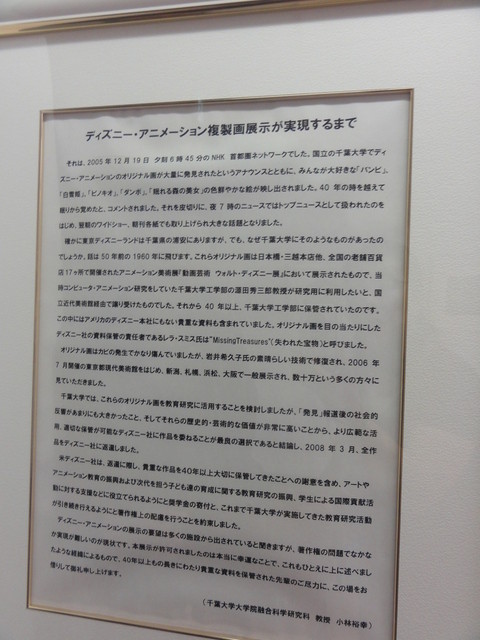 ディズニー・アニメーション複製画展示が実現するまで
それは、2005年12月19日 夕刻6時45分のNHK 首都圏ネットワークでした。国立の千葉大学でディ
ズニー・アニメーションのオリジナル画が大量に発見されたというアナウンスとともに、みんなが大好きな「バンビ」、
「白雪姫」、「ピノキオ」、「ダンボ」、「眠れる森の美女」の色鮮やかな絵が映し出されました。40年の時を越えて
眠りから覚めたと、コメントされました。それを皮切りに、夜7時のニュースではトップニュースとして扱われたのを
はじめ、翌朝のワイドショー、朝刊各紙でも取り上げられ大きな話題となりました。
確かに東京ディズニーランドは千葉県の浦安にありますが、でも、なぜ千葉大学にそのようなものがあったの
でしょうか。話は50年前の1960年に飛びます。これらオリジナル画は日本橋・三越本店他、全国の老舗百貨
店17ヶ所で開催されたアニメーション美術展「動画芸術 ウォルト・ディズニー展」において展示されたもので、当
時コンピュータ・アニメーション研究をしていた千葉大学工学部の須田秀三郎教授が研究用に利用したいと、国
立近代美術館経由で譲り受けたものでした。それから40年以上、千葉大学工学部に保管されていたのです。
この中にはアメリカのディズニー本社にもない貴重な資料も含まれていました。オリジナル画を目の当たりにした
ディズニー社の資料保管の責任者であるレラ・スミス氏は"MissingTreasures"（失われた宝物）と呼びました。
オリジナル画はカビの発生でかなり傷んでいましたが、岩井希久子氏の素晴らしい技術で修復され、2006年
7月開催の東京都現代美術館をはじめ、新潟、札幌、浜松、大阪で一般展示され、数十万という多くの方々に
見ていただきました。
千葉大学では、これらのオリジナル画を教育研究に活用することを検討しましたが、「発見」報道後の社会的
反響があまりにも大きかったこと、そしてそれらの歴史的・芸術的な価値が非常に高いことから、より広範な活
用、適切な保管が可能なディズニー社に作品を委ねることが最良の選択であると結論し、2008年3月、全作
品をディズニー社に返還しました。
米ディズニー社は、返還に際し、貴重な作品を40年以上大切に保管してきたことへの謝意を含め、アートや
アニメーション教育の振興および次代を担う子ども達の育成に関する教育研究の振興、学生による国際貢献活
動に対する支援などに役立てられるようにと奨学金の寄付と、これまで千葉大学が実施してきた教育研究活動
が引き続き行えるようにと著作権上の配慮を行うことを約束しました。
ディズニー・アニメーションの展示の要望は多くの施設から出されていると聞きますが、著作権の問題でなかな
か実現が難しいのが現状です。本展示が許可されましたのは本当に幸運なことで、これもひとえに上に述べまし
たような経緯によるもので、40年以上もの長きにわたり貴重な資料を保管された先輩のご尽力に、この場をお
借りして御礼申し上げます。
（千葉大学大学院融合科学研究科 教授 小林裕幸）